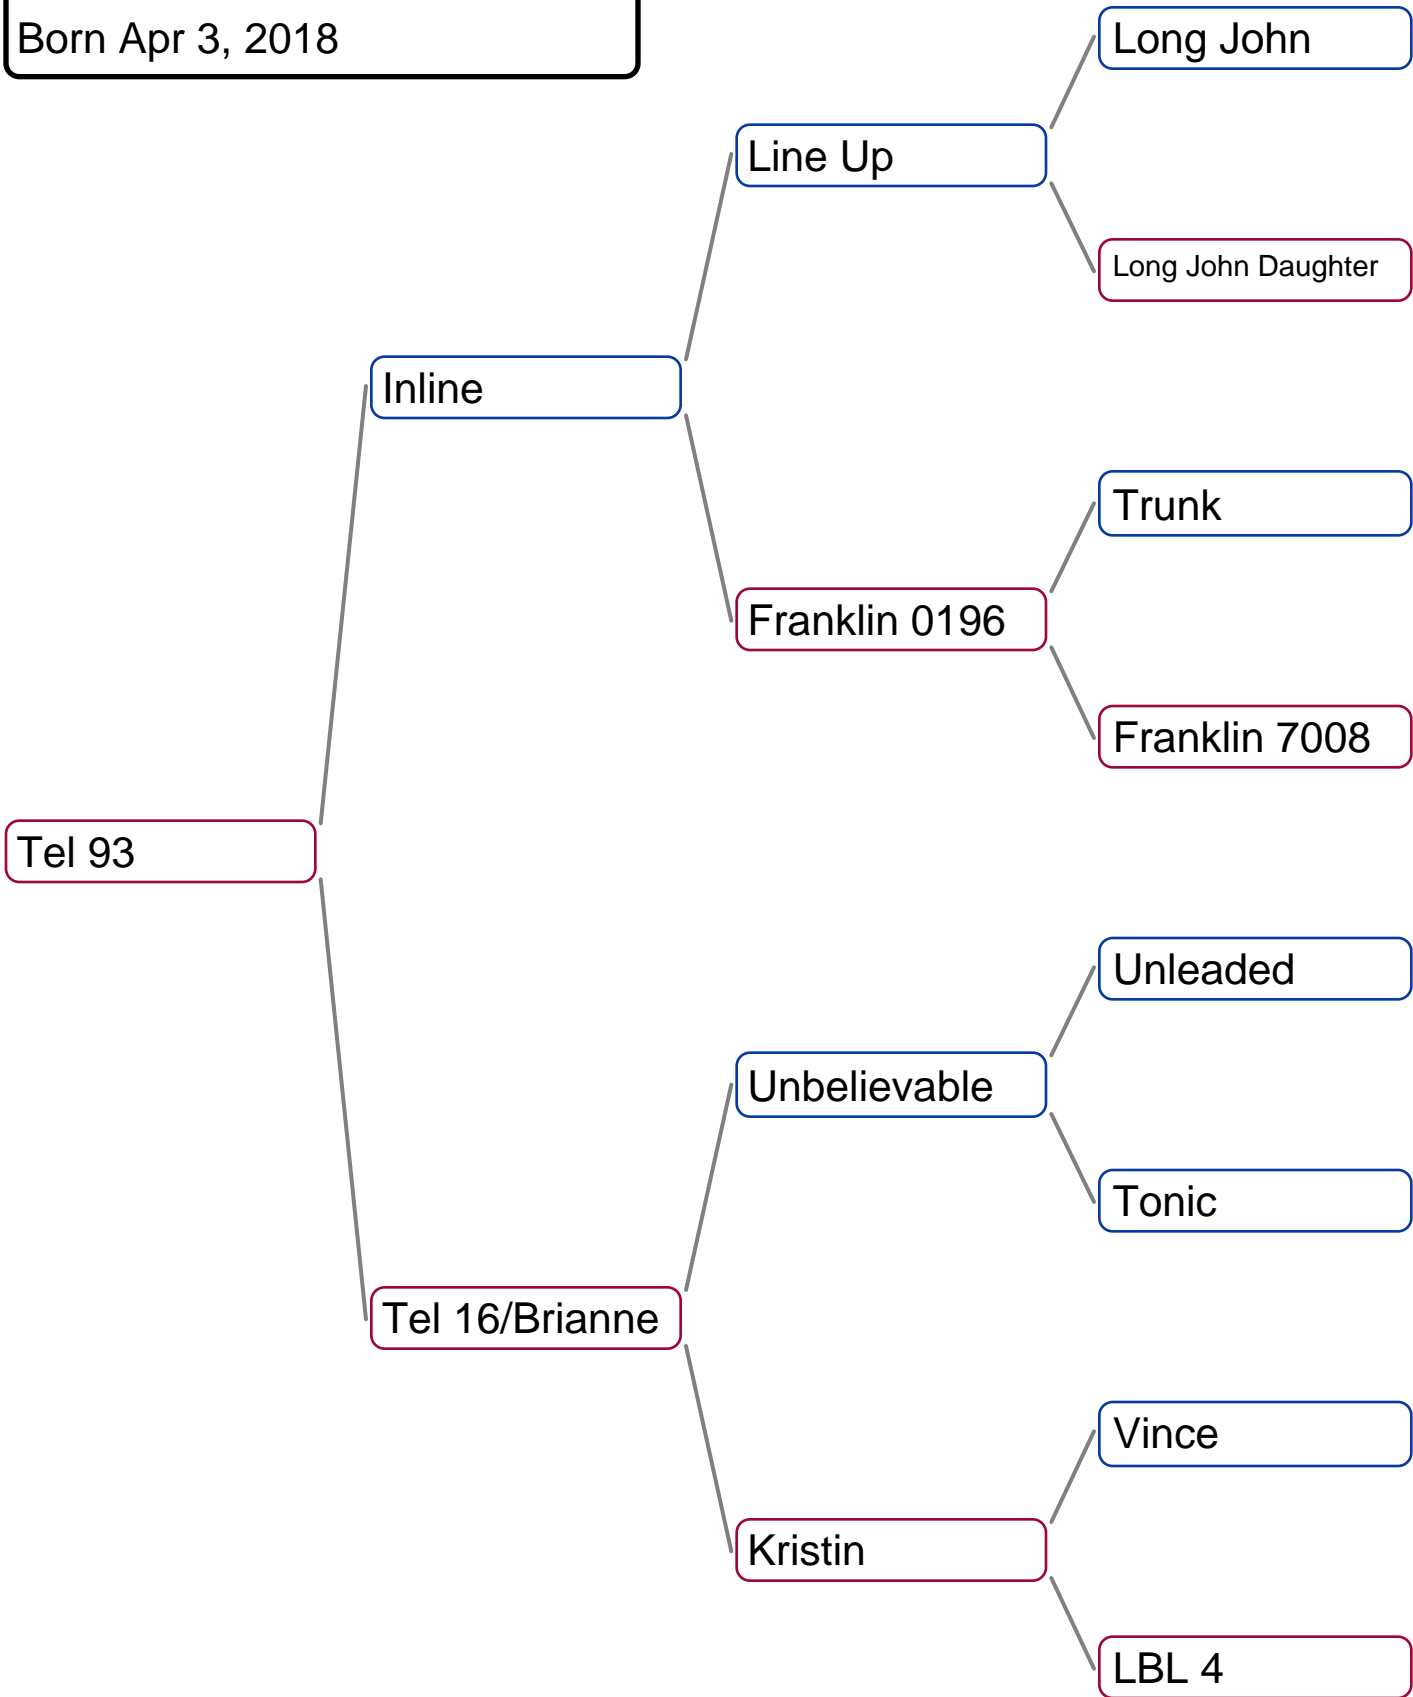 Born Apr 3, 2018
Long John
Line Up
Long John Daughter
Inline
Trunk
Franklin 0196
Franklin 7008
Tel 93
Unleaded
Unbelievable
Tonic
Tel 16/Brianne
Vince
Kristin
LBL 4